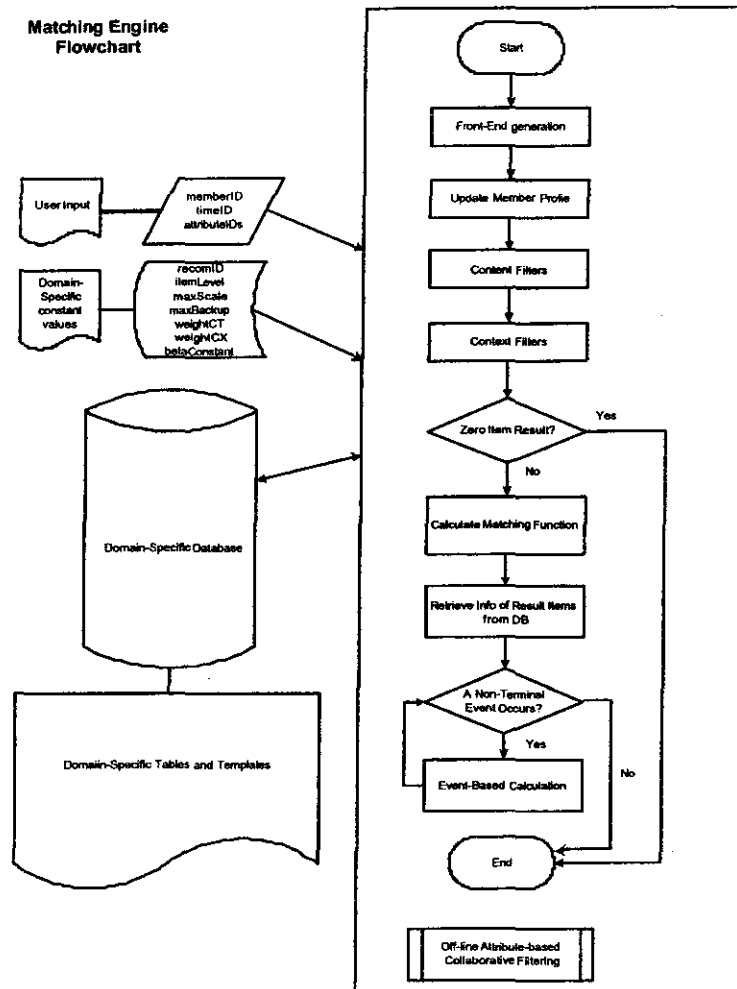 Matching Engine
Flowchart
User Input
memberID
timeID
attributeIDs
Domain-
Specific
constant
values
recomID
itemLevel
maxScale
maxBackup
weightCT
weightCX
betaConstant
Domain-Specific Database
Domain-Specific Tables and Templates
Start
Front-End generation
Update Member Profile
Content Filters
Context Filters
Zero Item Result?
Yes
No
Calculate Matching Function
Retrieve Info of Result Items
from DB
A Non-Terminal
Event Occurs?
Yes
No
Event-Based Calculation
End
Off-line Attribute-based
Collaborative Filtering